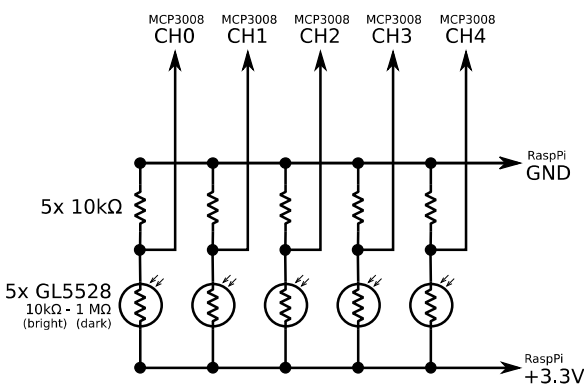 MCP3008 MCP3008 MCP3008 MCP3008 MCP3008
CH0 CH1 CH2 CH3 CH4
RaspPi
GND
5x 10kΩ
5x GL5528
10kΩ - 1 MΩ
(bright) (dark)
RaspPi
+3.3V